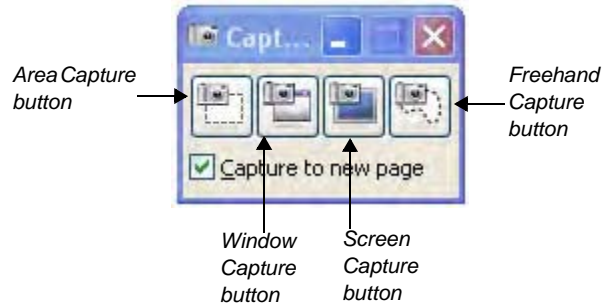 Capt...
Area Capture
button
Freehand
Capture
button
Capture to new page
Window
Capture
button
Screen
Capture
button